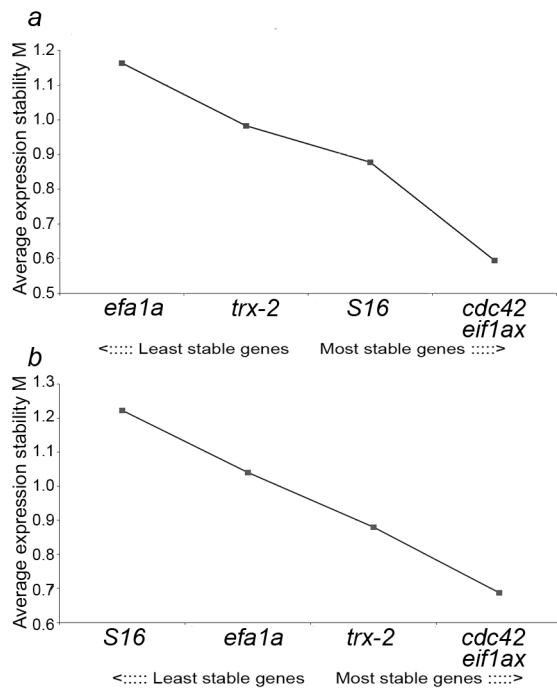 a
Average expression stability M
1.2
1.1
1.0
0.9
0.8
0.7
0.6
0.5
efa1a trx-2 S16 cdc42
eif1ax
<::::: Least stable genes Most stable genes :::::>
b
Average expression stability M
1.3
1.2
1.1
1.0
0.9
0.8
0.7
0.6
S16 efa1a trx-2 cdc42
eif1ax
<::::: Least stable genes Most stable genes :::::>